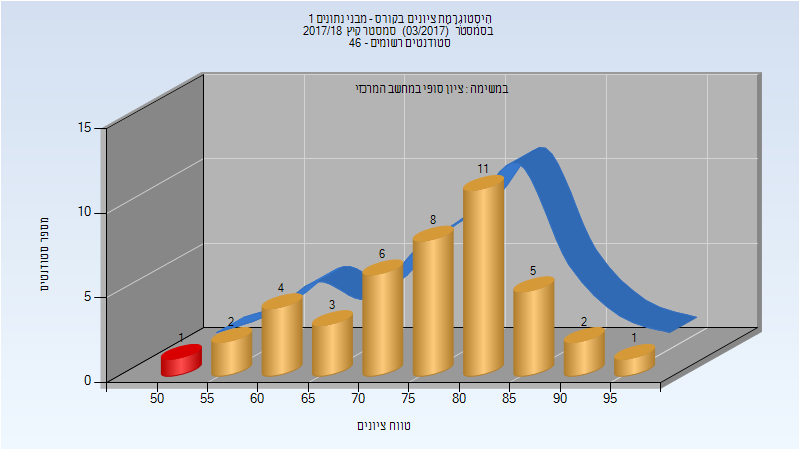 היסטוגרמת ציונים בקורס - מבני נתונים 1
בסמסטר (03/2017) סמסטר קיץ 2017/18
סטודנטים רשומים - 46
במשימה : ציון סופי במחשב המרכזי
מספר סטודנטים
15
10
5
0
1
2
4
3
6
8
11
5
2
1
50 55 60 65 70 75 80 85 90 95
טווח ציונים